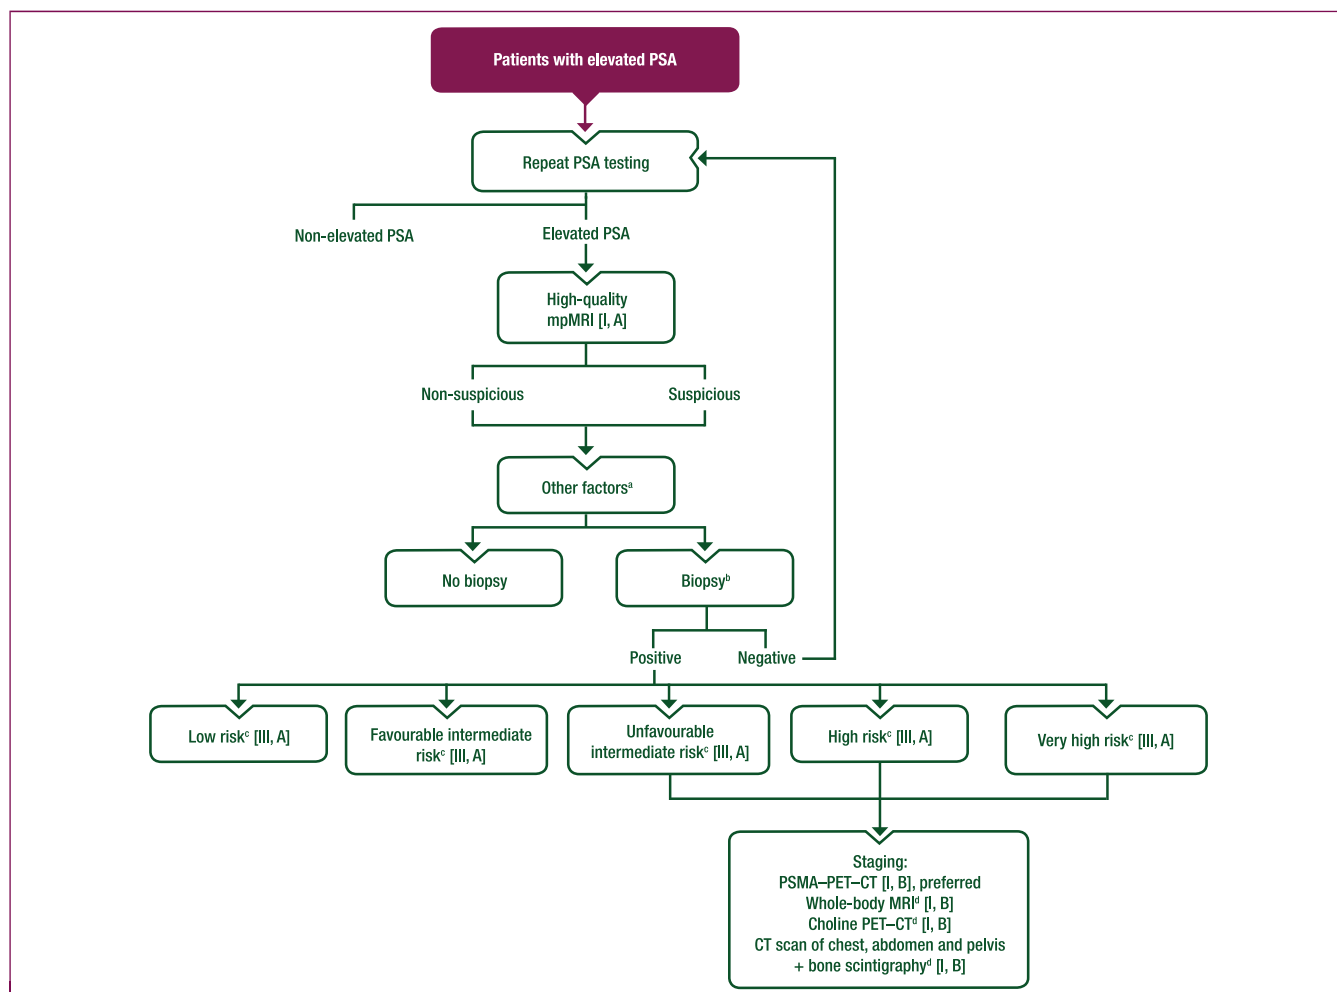 Patients with elevated PSA
Repeat PSA testing
Non-elevated PSA
Elevated PSA
High-quality
mpMRI [I, A]
Non-suspicious
Suspicious
Other factorsᵃ
No biopsy
Biopsyᵇ
Positive
Negative
Low riskᶜ [III, A]
Favourable intermediate
riskᶜ [III, A]
Unfavourable
intermediate riskᶜ [III, A]
High riskᶜ [III, A]
Very high riskᶜ [III, A]
Staging:
PSMA–PET–CT [I, B], preferred
Whole-body MRIᵈ [I, B]
Choline PET–CTᵈ [I, B]
CT scan of chest, abdomen and pelvis
+ bone scintigraphyᵈ [I, B]